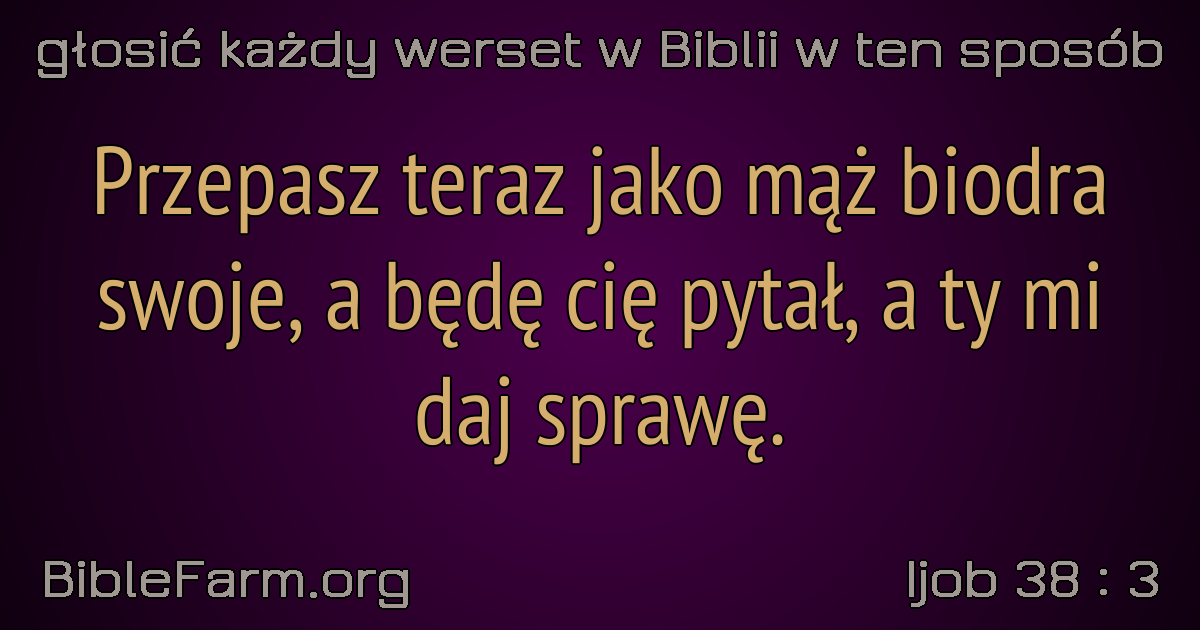 głosić każdy werset w Biblii w ten sposób
Przepasz teraz jako mąż biodra
swoje, a będę cię pytał, a ty mi
daj sprawę.
BibleFarm.org
Ijob 38 : 3